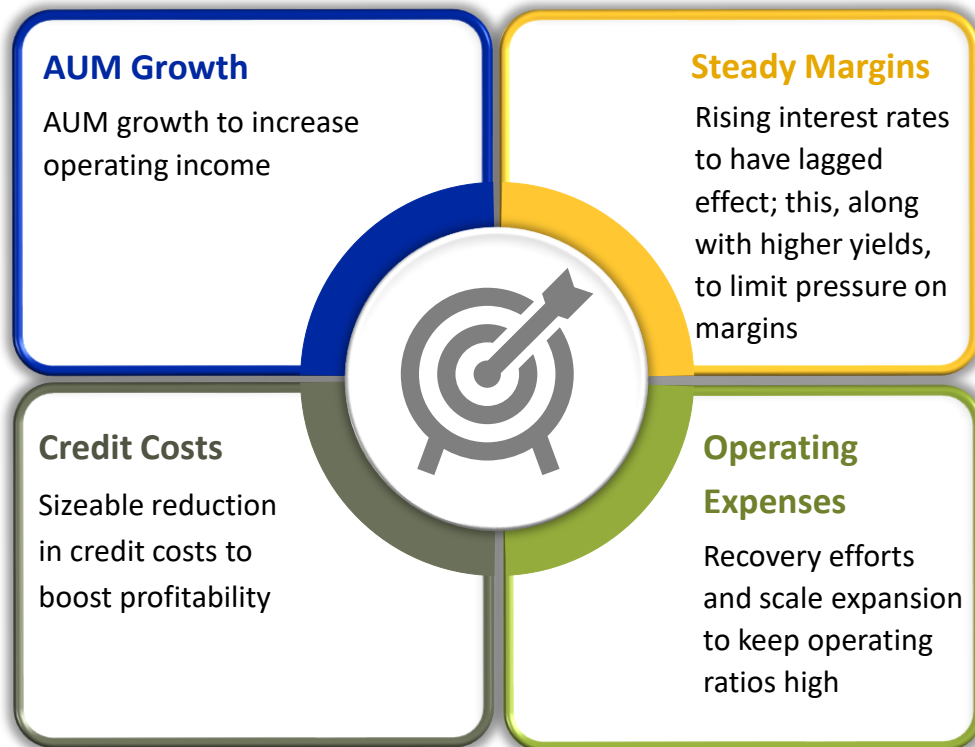 AUM Growth
AUM growth to increase
operating income
Steady Margins
Rising interest rates
to have lagged
effect; this, along
with higher yields,
to limit pressure on
margins
Credit Costs
Sizeable reduction
in credit costs to
boost profitability
Operating
Expenses
Recovery efforts
and scale expansion
to keep operating
ratios high